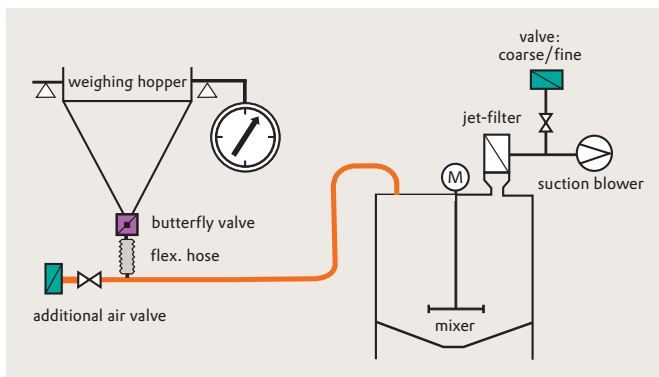 valve:
coarse/fine
weighing hopper
jet-filter
M
suction blower
butterfly valve
flex. hose
additional air valve
mixer